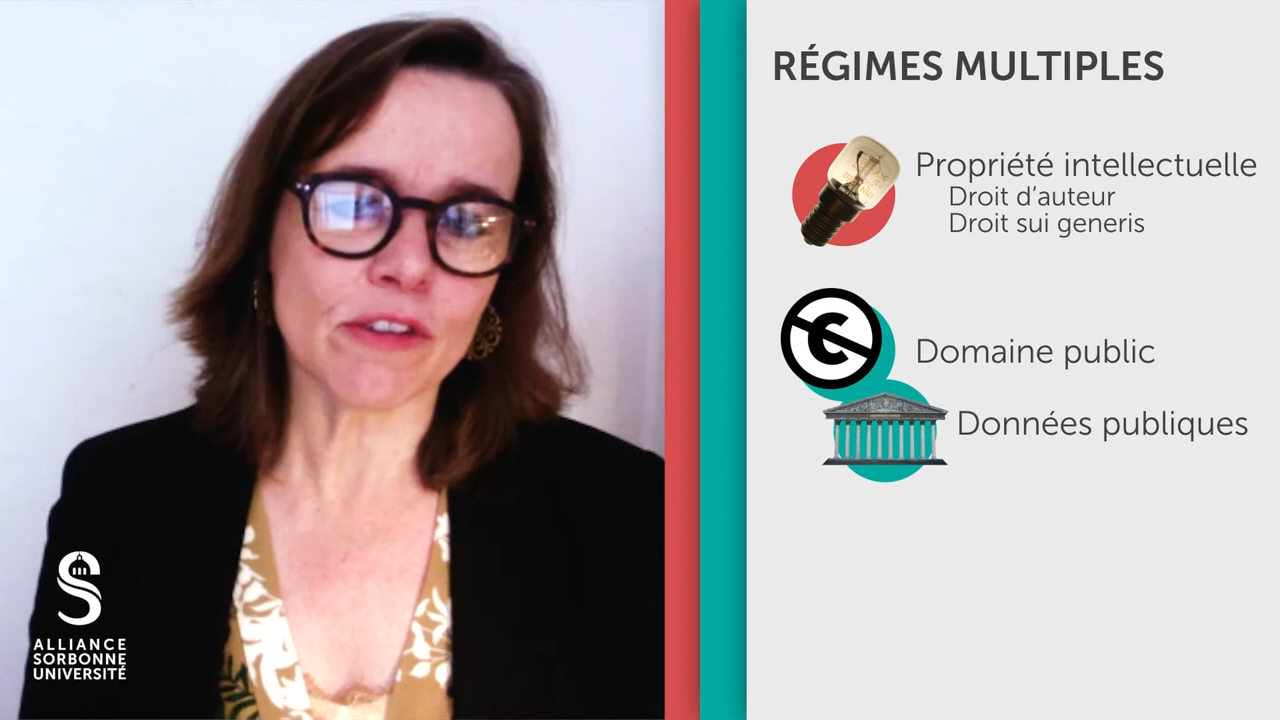 RÉGIMES MULTIPLES
Propriété intellectuelle
Droit d’auteur
Droit sui generis
C
Domaine public
Données publiques
S
ALLIANCE
SORBONNE
UNIVERSITÉ